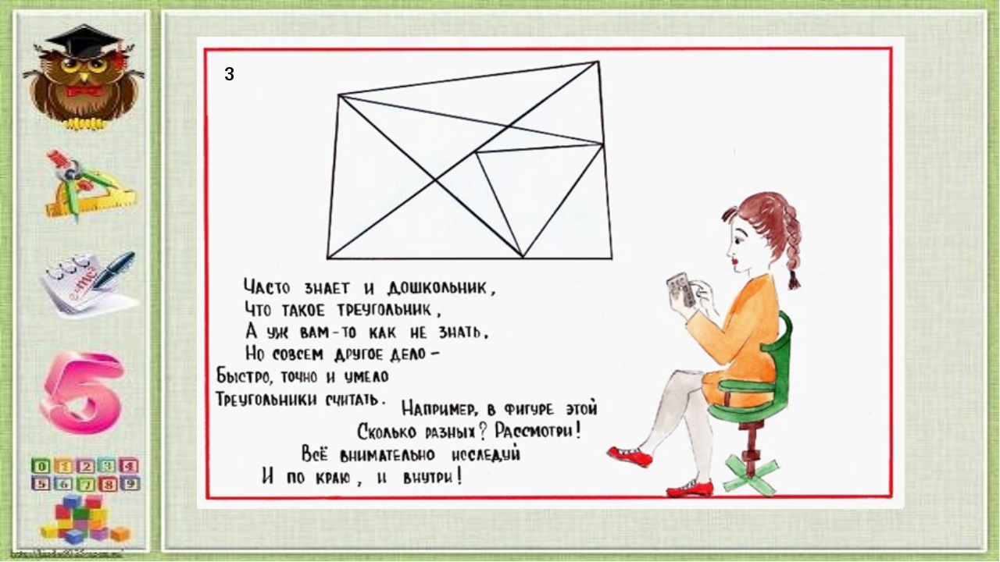 3
Часто знает и дошкольник,
Что такое треугольник,
А уж вам-то как не знать,
Но совсем другое дело –
Быстро, точно и умело
Треугольники считать.
Например, в фигуре этой
Сколько разных? Рассмотри!
Всё внимательно исследуй
И по краю, и внутри!
e=mc²
5
0 1 2 3 4
5 6 7 8 9